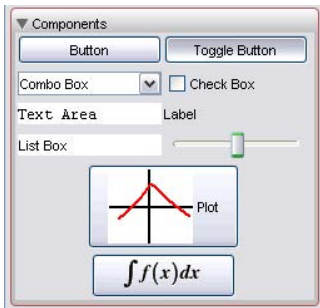 Components
Button
Toggle Button
Combo Box
Check Box
Text Area
Label
List Box
Plot
∫f(x)dx